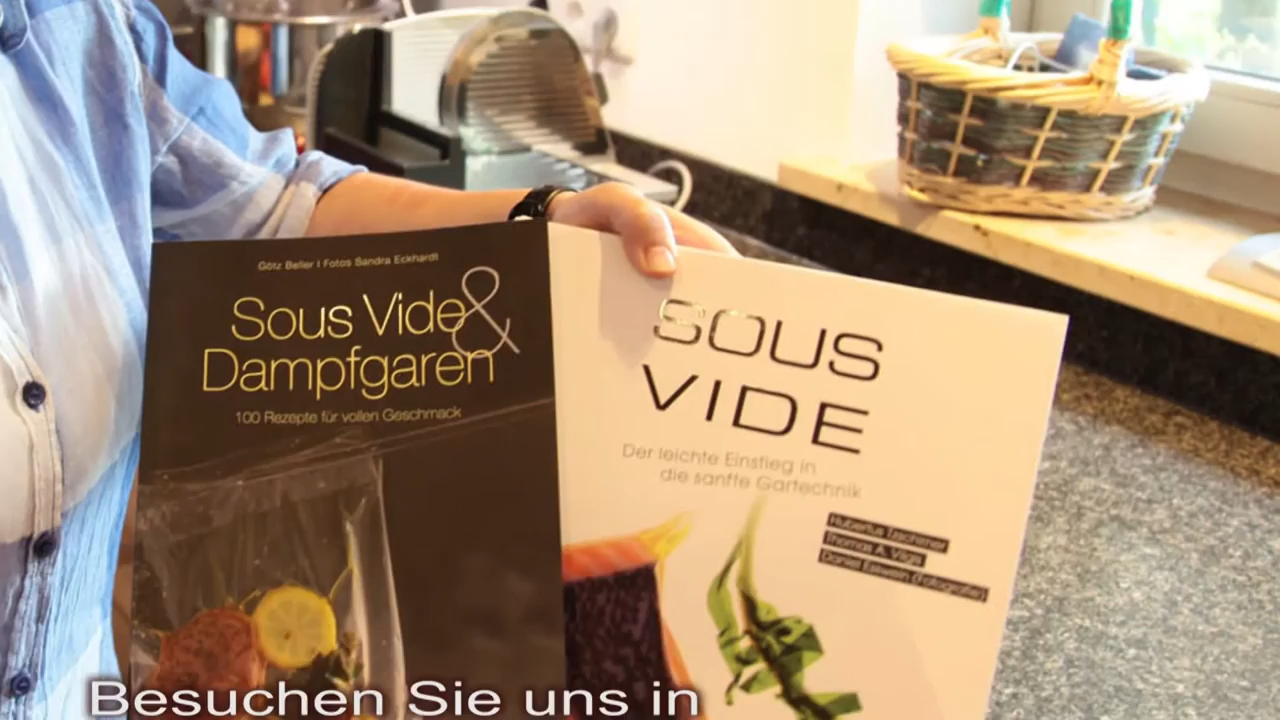 Götz Beller | Fotos Sandra Eckhardt
Sous Vide &
Dampfgaren
100 Rezepte für vollen Geschmack
SOUS
VIDE
Der leichte Einstieg in
die sanfte Gartechnik
Hubertus Tzschirner
Thomas A. Vilgis
Daniel Esswein (Fotografie)
Besuchen Sie uns in